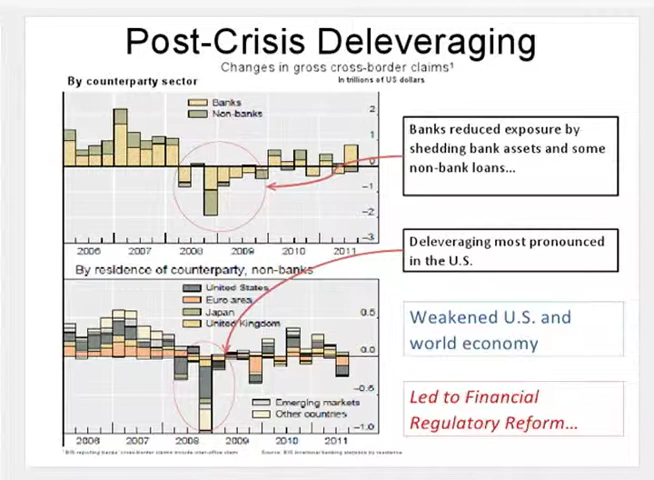 Post-Crisis Deleveraging
Changes in gross cross-border claims¹
By counterparty sector
In trillions of US dollars
Banks
Non-banks
2
1
0
–1
–2
–3
2006 2007 2008 2009 2010 2011
Banks reduced exposure by
shedding bank assets and some
non-bank loans...
By residence of counterparty, non-banks
Deleveraging most pronounced
in the U.S.
United States
Euro area
Japan
United Kingdom
0.5
0.0
–0.5
Emerging markets
Other countries
–1.0
2006 2007 2008 2009 2010 2011
Weakened U.S. and
world economy
Led to Financial
Regulatory Reform...